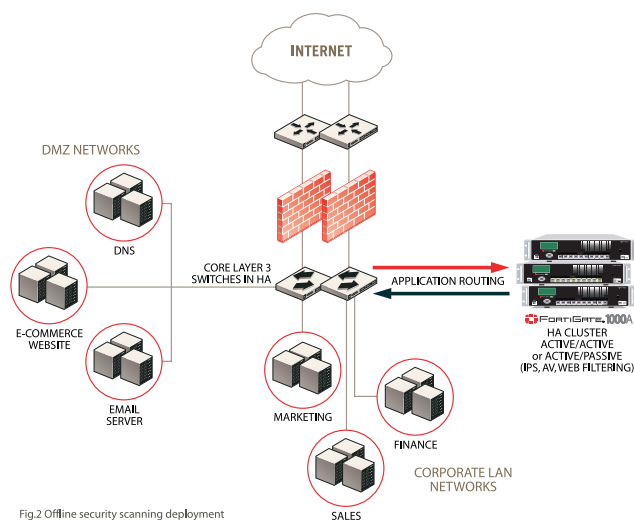 INTERNET
DMZ NETWORKS
DNS
CORE LAYER 3
SWITCHES IN HA
APPLICATION ROUTING
E-COMMERCE
WEBSITE
FORTIGATE 1000A
HA CLUSTER
ACTIVE/ACTIVE
or ACTIVE/PASSIVE
(IPS, AV, WEB FILTERING)
EMAIL
SERVER
MARKETING
FINANCE
CORPORATE LAN
NETWORKS
SALES
Fig.2 Offline security scanning deployment